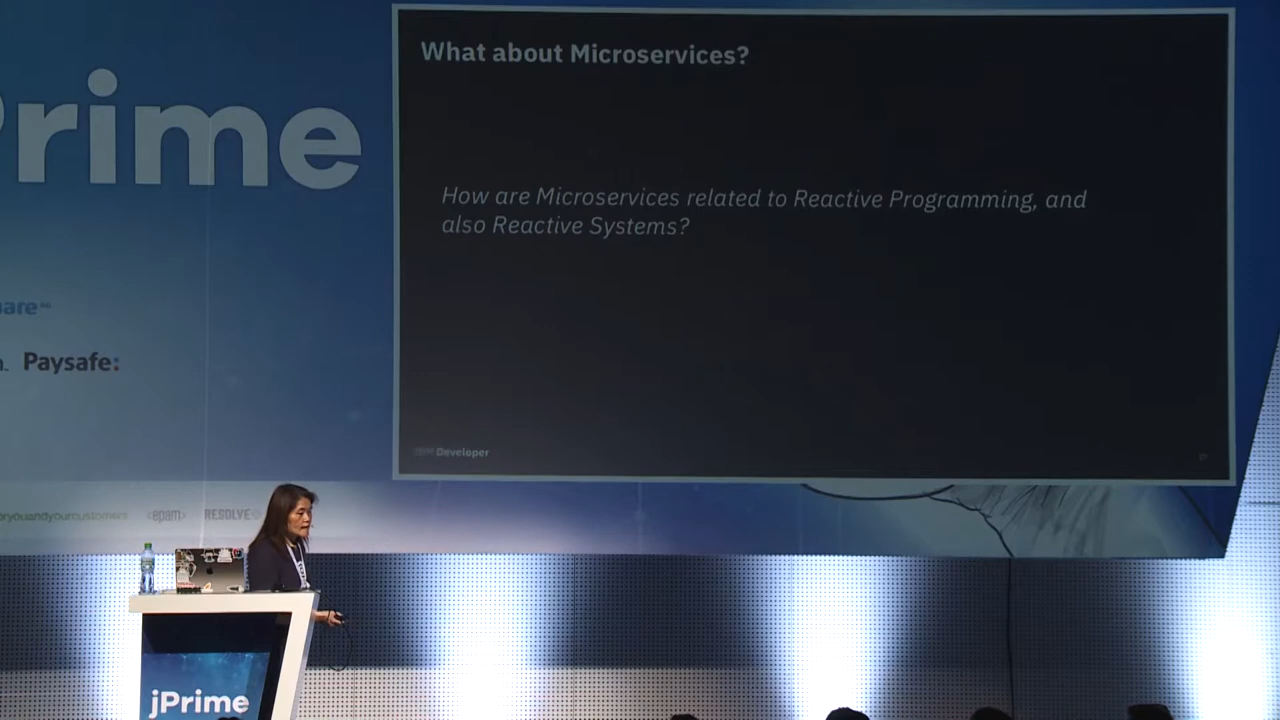 What about Microservices?
How are Microservices related to Reactive Programming, and
also Reactive Systems?
IBM Developer
Prime
Paysafe:
<epam>
RESOLVE
jPrime